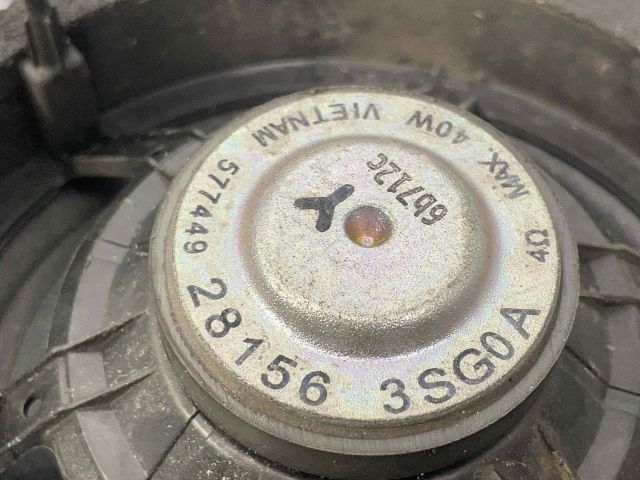 28156 3SG0A
4Ω MAX. 40W VIETNAM 577449
6b712c
Y